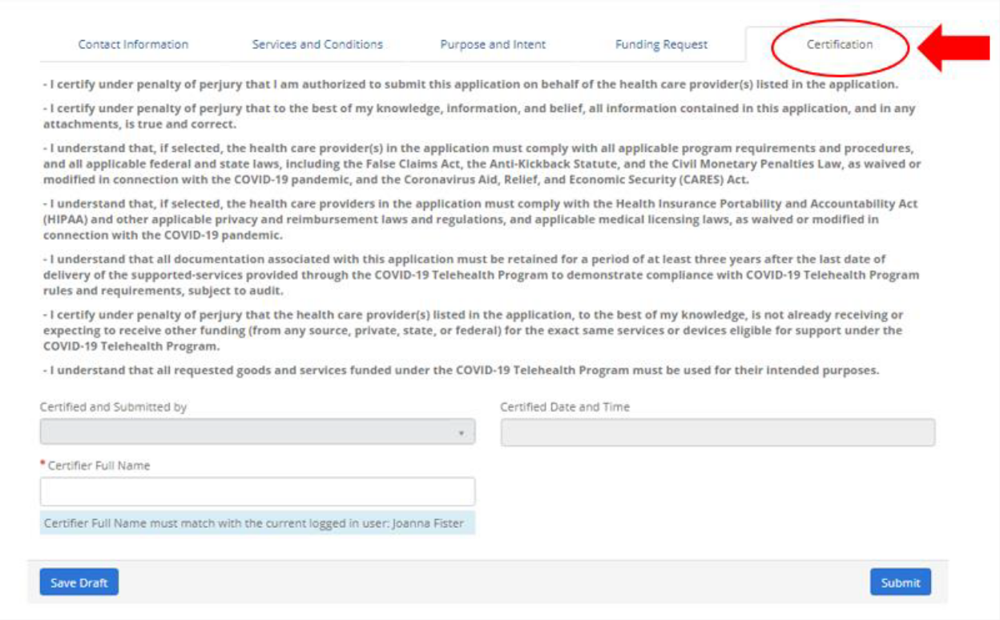 Contact Information Services and Conditions Purpose and Intent Funding Request Certification
- I certify under penalty of perjury that I am authorized to submit this application on behalf of the health care provider(s) listed in the application.
- I certify under penalty of perjury that to the best of my knowledge, information, and belief, all information contained in this application, and in any
attachments, is true and correct.
- I understand that, if selected, the health care provider(s) in the application must comply with all applicable program requirements and procedures,
and all applicable federal and state laws, including the False Claims Act, the Anti-Kickback Statute, and the Civil Monetary Penalties Law, as waived or
modified in connection with the COVID-19 pandemic, and the Coronavirus Aid, Relief, and Economic Security (CARES) Act.
- I understand that, if selected, the health care providers in the application must comply with the Health Insurance Portability and Accountability Act
(HIPAA) and other applicable privacy and reimbursement laws and regulations, and applicable medical licensing laws, as waived or modified in
connection with the COVID-19 pandemic.
- I understand that all documentation associated with this application must be retained for a period of at least three years after the last date of
delivery of the supported-services provided through the COVID-19 Telehealth Program to demonstrate compliance with COVID-19 Telehealth Program
rules and requirements, subject to audit.
- I certify under penalty of perjury that the health care provider(s) listed in the application, to the best of my knowledge, is not already receiving or
expecting to receive other funding (from any source, private, state, or federal) for the exact same services or devices eligible for support under the
COVID-19 Telehealth Program.
- I understand that all requested goods and services funded under the COVID-19 Telehealth Program must be used for their intended purposes.
Certified and Submitted by Certified Date and Time
* Certifier Full Name
Certifier Full Name must match with the current logged in user: Joanna Fister
Save Draft Submit